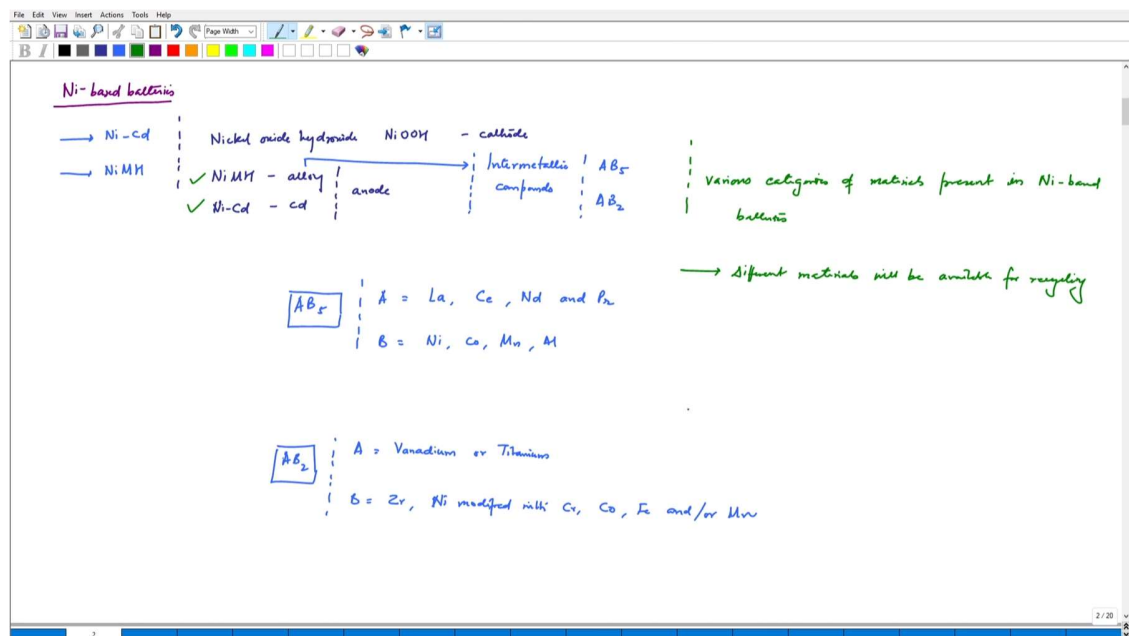 File Edit View Insert Actions Tools Help
Page Width
B I
Ni-based batteries
→ Ni-Cd
→ NiMH
Nickel oxide hydroxide NiOOH - cathode
✓ NiMH - alloy
✓ Ni-Cd - cd
anode
Intermetallic
compounds
AB5
AB2
Various categories of materials present in Ni-based
batteries
→ Different materials will be available for recycling
AB5
A = La, Ce, Nd and Pr
B = Ni, Co, Mn, Al
AB2
A = Vanadium or Titanium
B = Zr, Ni modified with Cr, Co, Fe and/or Mn
2 / 20
2